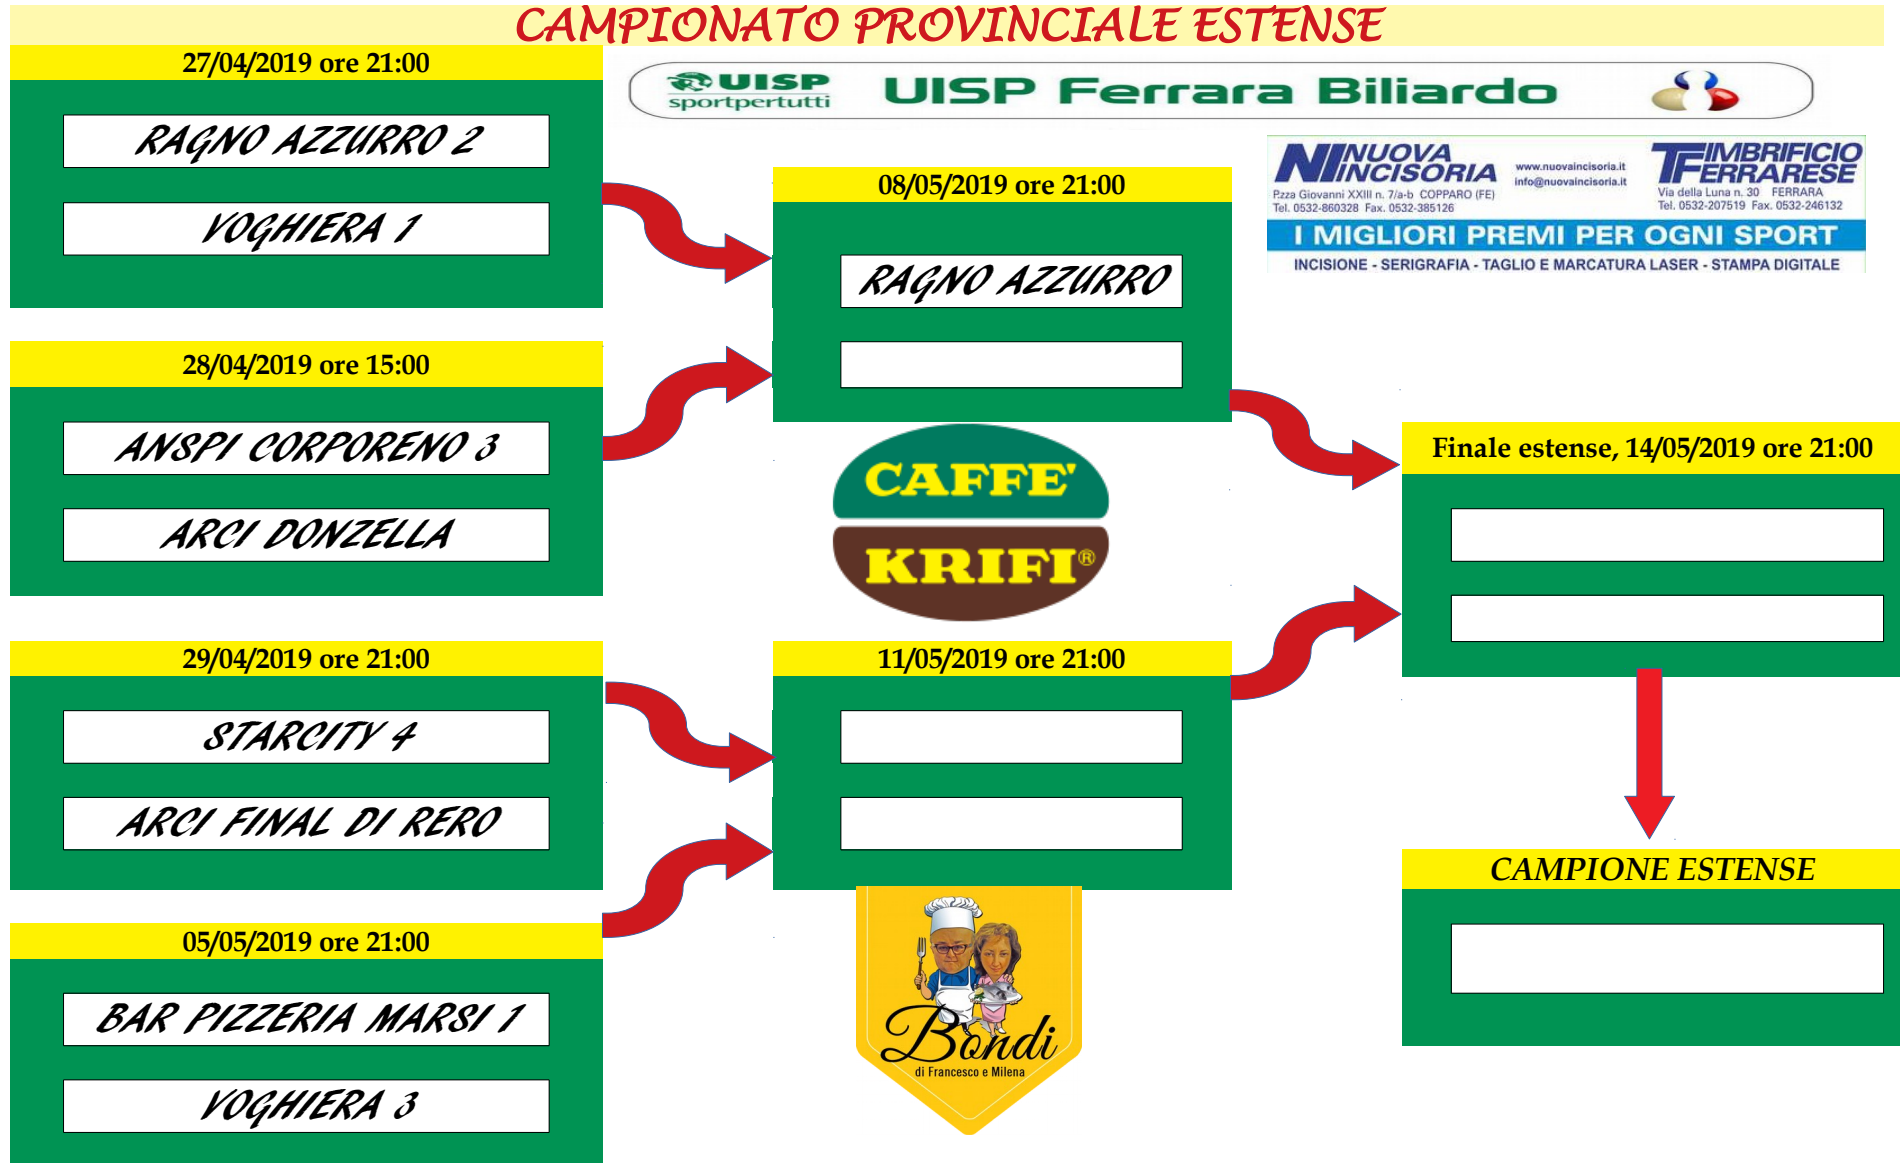 CAMPIONATO PROVINCIALE ESTENSE
27/04/2019 ore 21:00
RAGNO AZZURRO 2
VOGHIERA 1
28/04/2019 ore 15:00
ANSPI CORPORENO 3
ARCI DONZELLA
29/04/2019 ore 21:00
STARCITY 4
ARCI FINAL DI RERO
05/05/2019 ore 21:00
BAR PIZZERIA MARSI 1
VOGHIERA 3
UISP
sportpertutti
UISP Ferrara Biliardo
NI NUOVA
INCISORIA
P.zza Giovanni XXIII n. 7/a-b COPPARO (FE)
Tel. 0532-860328 Fax. 0532-385126
www.nuovaincisoria.it
info@nuovaincisoria.it
TIMBRIFICIO
FERRARESE
Via della Luna n. 30 FERRARA
Tel. 0532-207519 Fax. 0532-246132
I MIGLIORI PREMI PER OGNI SPORT
INCISIONE - SERIGRAFIA - TAGLIO E MARCATURA LASER - STAMPA DIGITALE
08/05/2019 ore 21:00
RAGNO AZZURRO
CAFFE'
KRIFI®
11/05/2019 ore 21:00
Bondi
di Francesco e Milena
Finale estense, 14/05/2019 ore 21:00
CAMPIONE ESTENSE